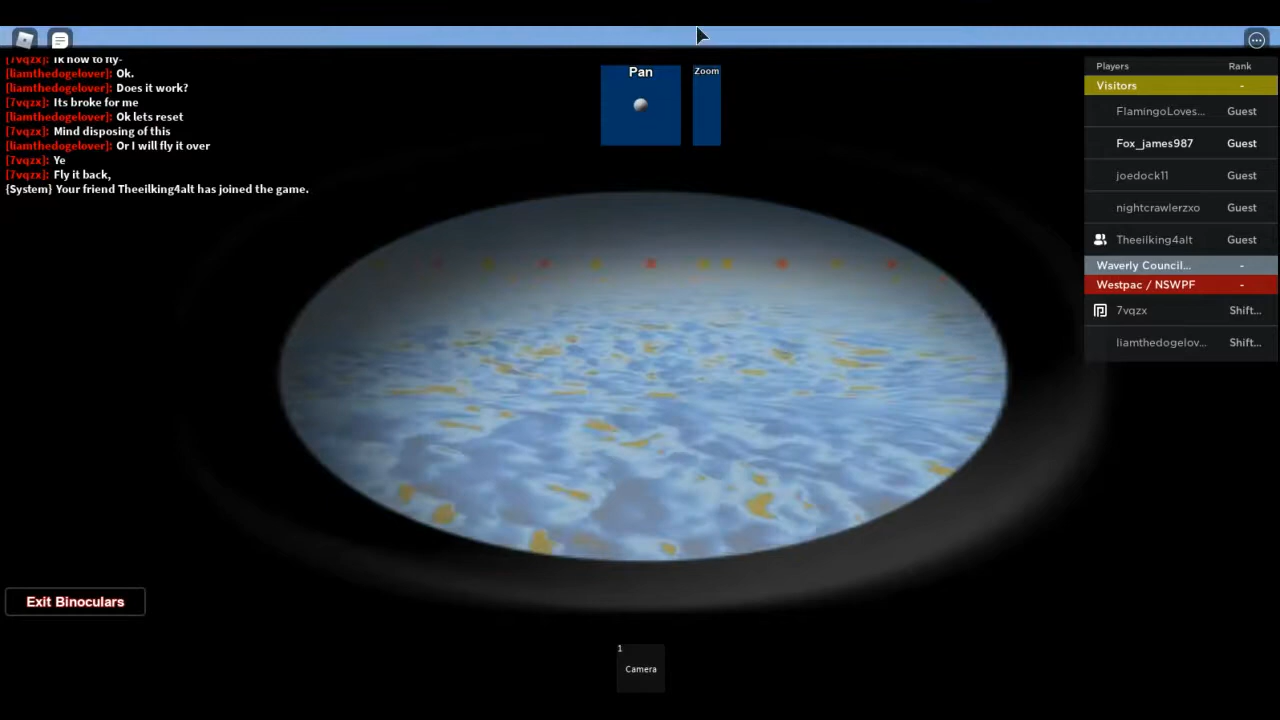 [7vqzx]: Ik how to fly-
[liamthedogelover]: Ok.
[liamthedogelover]: Does it work?
[7vqzx]: Its broke for me
[liamthedogelover]: Ok lets reset
[7vqzx]: Mind disposing of this
[liamthedogelover]: Or I will fly it over
[7vqzx]: Ye
[7vqzx]: Fly it back,
{System} Your friend Theeilking4alt has joined the game.
Pan
Zoom
Players Rank
Visitors -
FlamingoLoves... Guest
Fox_james987 Guest
joedock11 Guest
nightcrawlerzxo Guest
Theeilking4alt Guest
Waverly Council... -
Westpac / NSWPF -
7vqzx Shift...
liamthedogelov... Shift...
Exit Binoculars
1
Camera